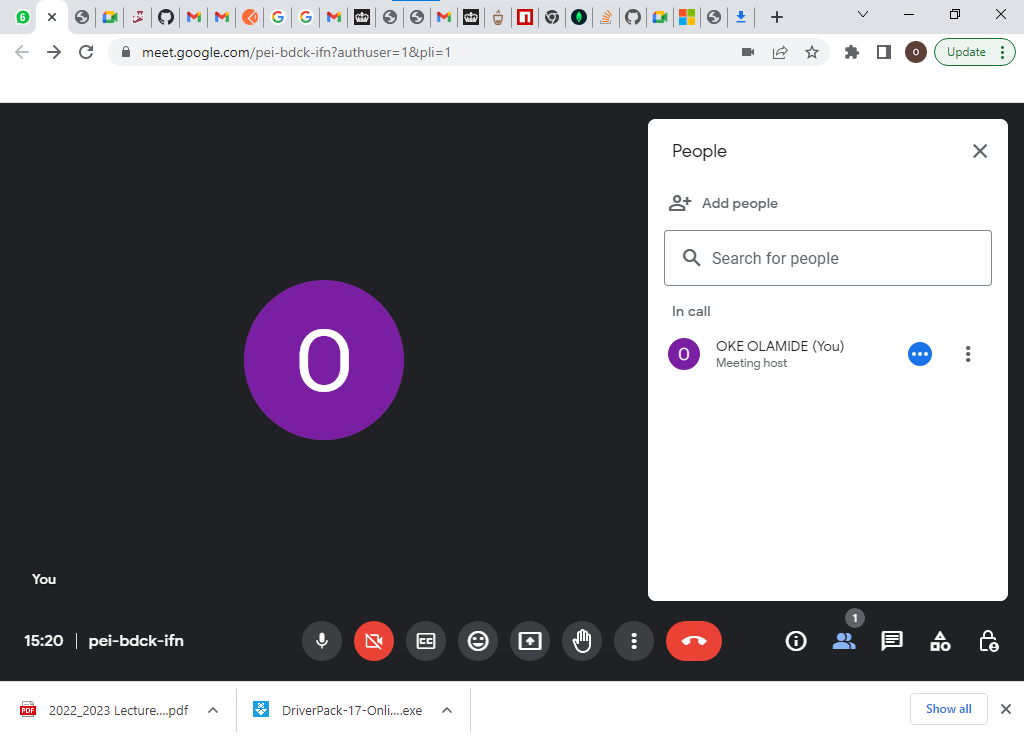 6
meet.google.com/pei-bdck-ifn?authuser=1&pli=1
O
Update
People
Add people
Search for people
In call
O
OKE OLAMIDE (You)
Meeting host
O
You
15:20 | pei-bdck-ifn
CC
1
PDF
2022_2023 Lecture....pdf
DriverPack-17-Onli....exe
Show all